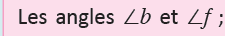 Les angles ∠b et ∠f ;